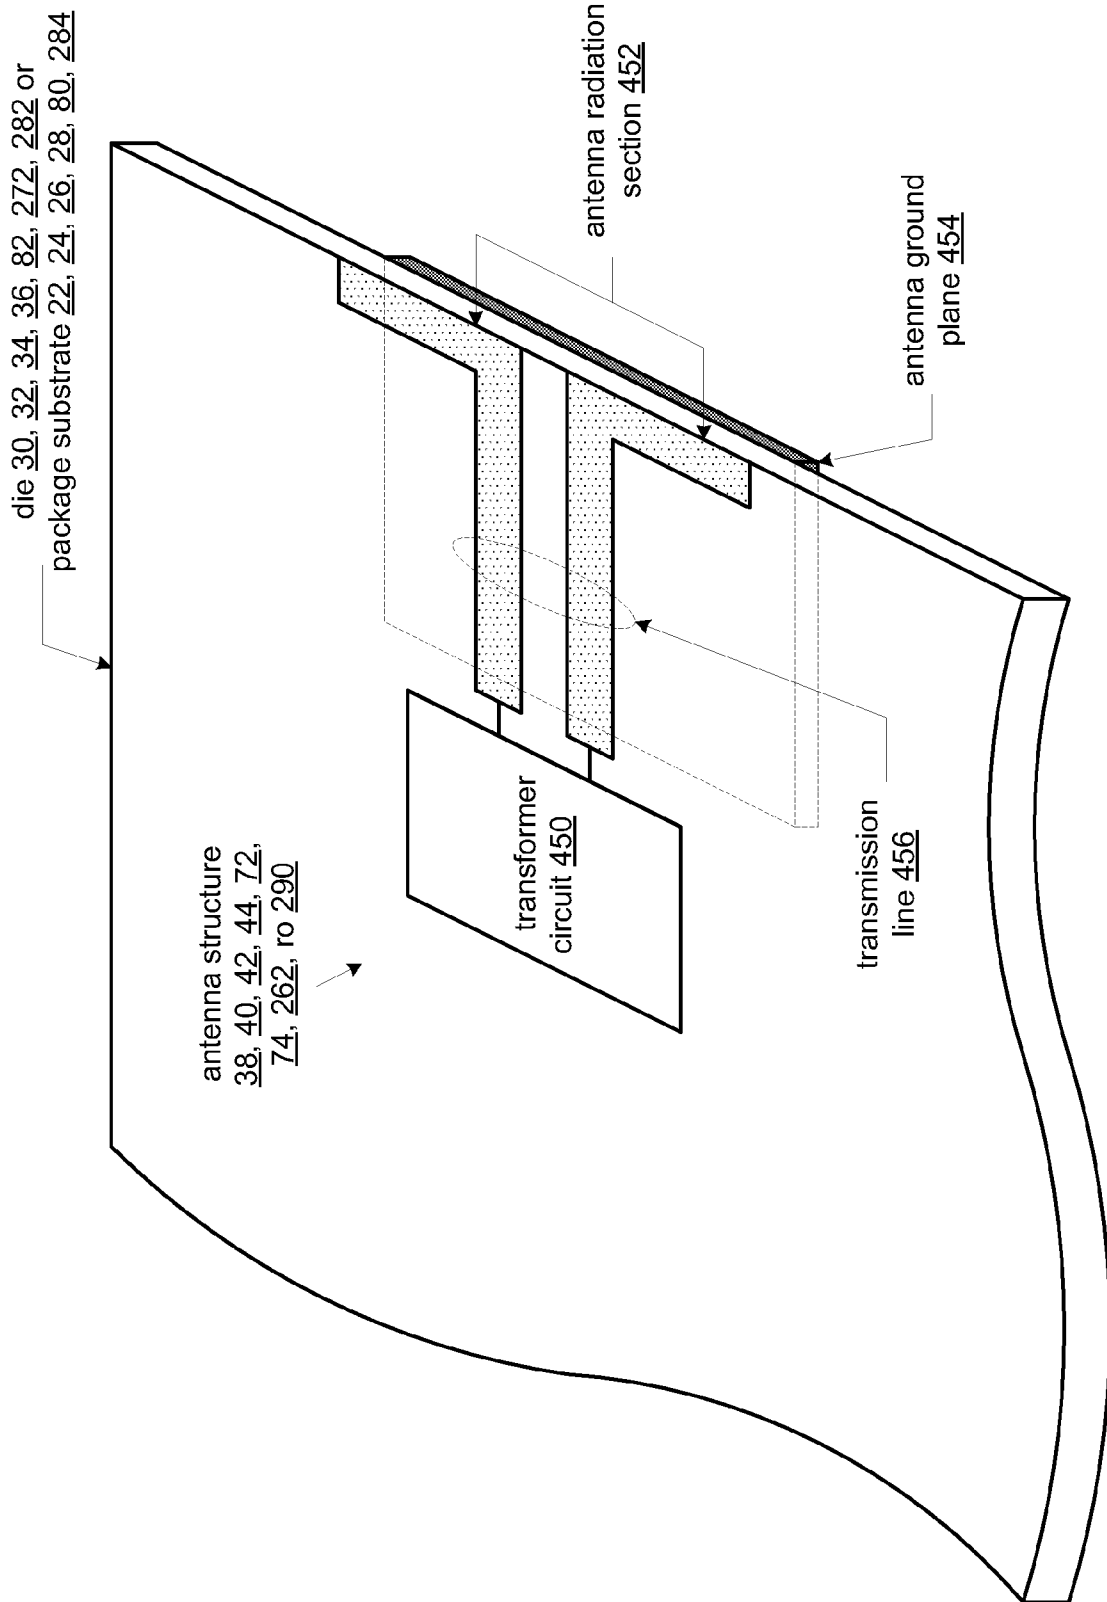 die 30, 32, 34, 36, 82, 272, 282 or
package substrate 22, 24, 26, 28, 80, 284
antenna structure
38, 40, 42, 44, 72,
74, 262, ro 290
transformer
circuit 450
transmission
line 456
antenna radiation
section 452
antenna ground
plane 454